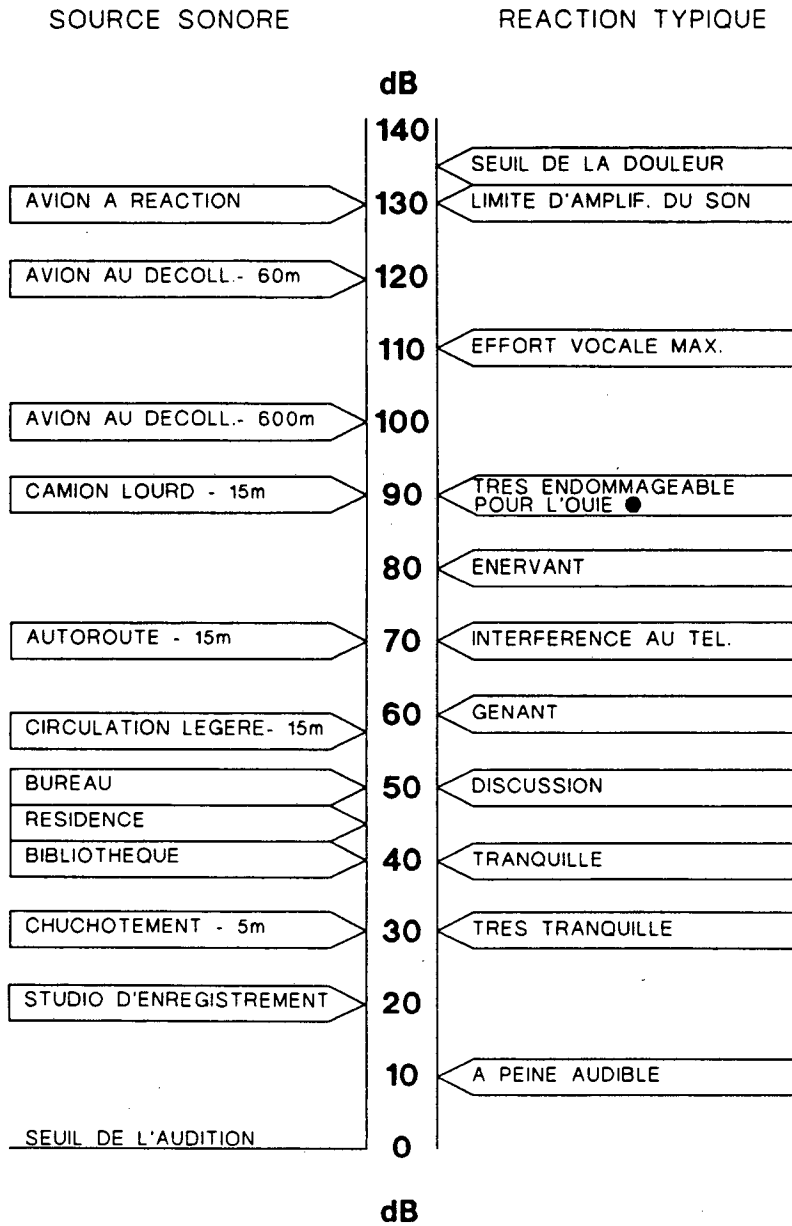 SOURCE SONORE
REACTION TYPIQUE
dB
140
SEUIL DE LA DOULEUR
AVION A REACTION
130
LIMITE D'AMPLIF. DU SON
AVION AU DECOLL.- 60m
120
110
EFFORT VOCALE MAX.
AVION AU DECOLL.- 600m
100
CAMION LOURD - 15m
90
TRES ENDOMMAGEABLE
POUR L'OUIE ●
80
ENERVANT
AUTOROUTE - 15m
70
INTERFERENCE AU TEL.
60
GENANT
CIRCULATION LEGERE- 15m
BUREAU
50
DISCUSSION
RESIDENCE
BIBLIOTHEQUE
40
TRANQUILLE
CHUCHOTEMENT - 5m
30
TRES TRANQUILLE
STUDIO D'ENREGISTREMENT
20
10
A PEINE AUDIBLE
SEUIL DE L'AUDITION
0
dB